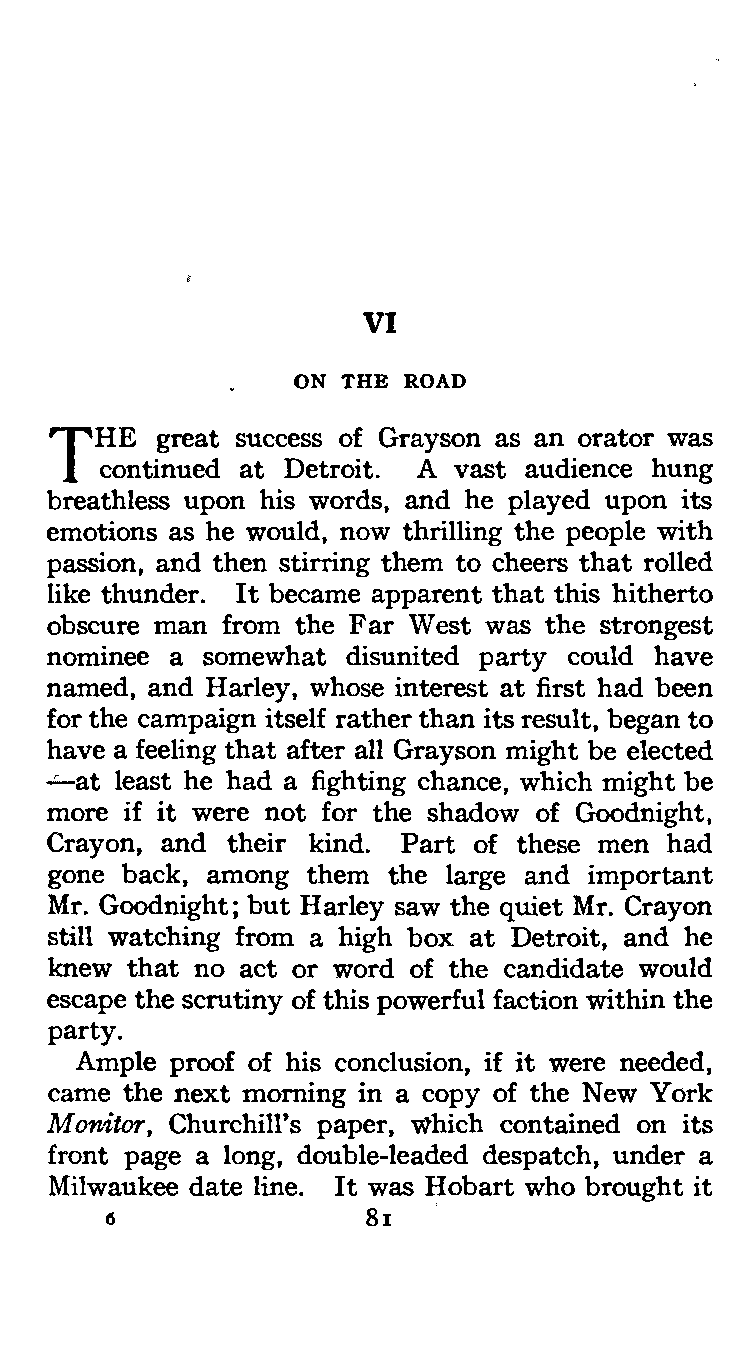 VI
ON THE ROAD
THE great success of Grayson as an orator was
continued at Detroit. A vast audience hung
breathless upon his words, and he played upon its
emotions as he would, now thrilling the people with
passion, and then stirring them to cheers that rolled
like thunder. It became apparent that this hitherto
obscure man from the Far West was the strongest
nominee a somewhat disunited party could have
named, and Harley, whose interest at first had been
for the campaign itself rather than its result, began to
have a feeling that after all Grayson might be elected
—at least he had a fighting chance, which might be
more if it were not for the shadow of Goodnight,
Crayon, and their kind. Part of these men had
gone back, among them the large and important
Mr. Goodnight; but Harley saw the quiet Mr. Crayon
still watching from a high box at Detroit, and he
knew that no act or word of the candidate would
escape the scrutiny of this powerful faction within the
party.
Ample proof of his conclusion, if it were needed,
came the next morning in a copy of the New York
Monitor, Churchill's paper, which contained on its
front page a long, double-leaded despatch, under a
Milwaukee date line. It was Hobart who brought it
6 81